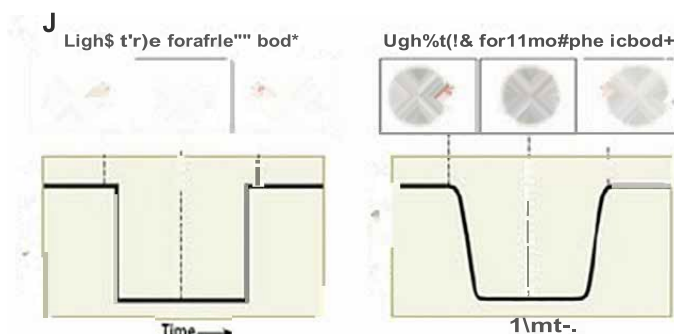 J
Ligh$ t'r)e forafrle"" bod*
Ugh%t(!& for11mo#phe icbod+
Time
1\mt-.